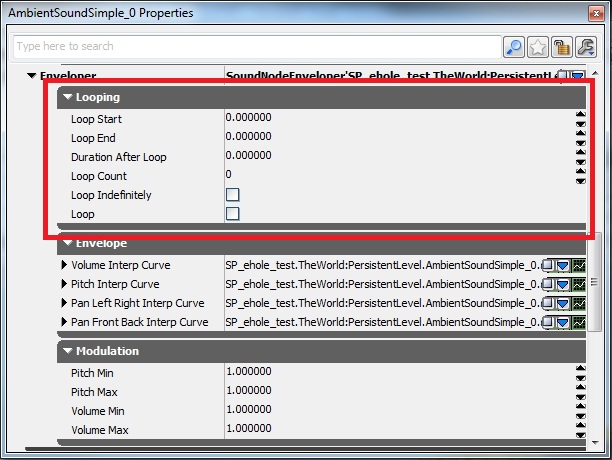 AmbientSoundSimple_0 Properties
Type here to search
Enveloper SoundNodeEnveloper'SP_ehole_test.TheWorld:PersistentLe
Looping
Loop Start 0.000000
Loop End 0.000000
Duration After Loop 0.000000
Loop Count 0
Loop Indefinitely
Loop
Envelope
Volume Interp Curve SP_ehole_test.TheWorld:PersistentLevel.AmbientSoundSimple_0.
Pitch Interp Curve SP_ehole_test.TheWorld:PersistentLevel.AmbientSoundSimple_0.
Pan Left Right Interp Curve SP_ehole_test.TheWorld:PersistentLevel.AmbientSoundSimple_0.
Pan Front Back Interp Curve SP_ehole_test.TheWorld:PersistentLevel.AmbientSoundSimple_0.
Modulation
Pitch Min 1.000000
Pitch Max 1.000000
Volume Min 1.000000
Volume Max 1.000000